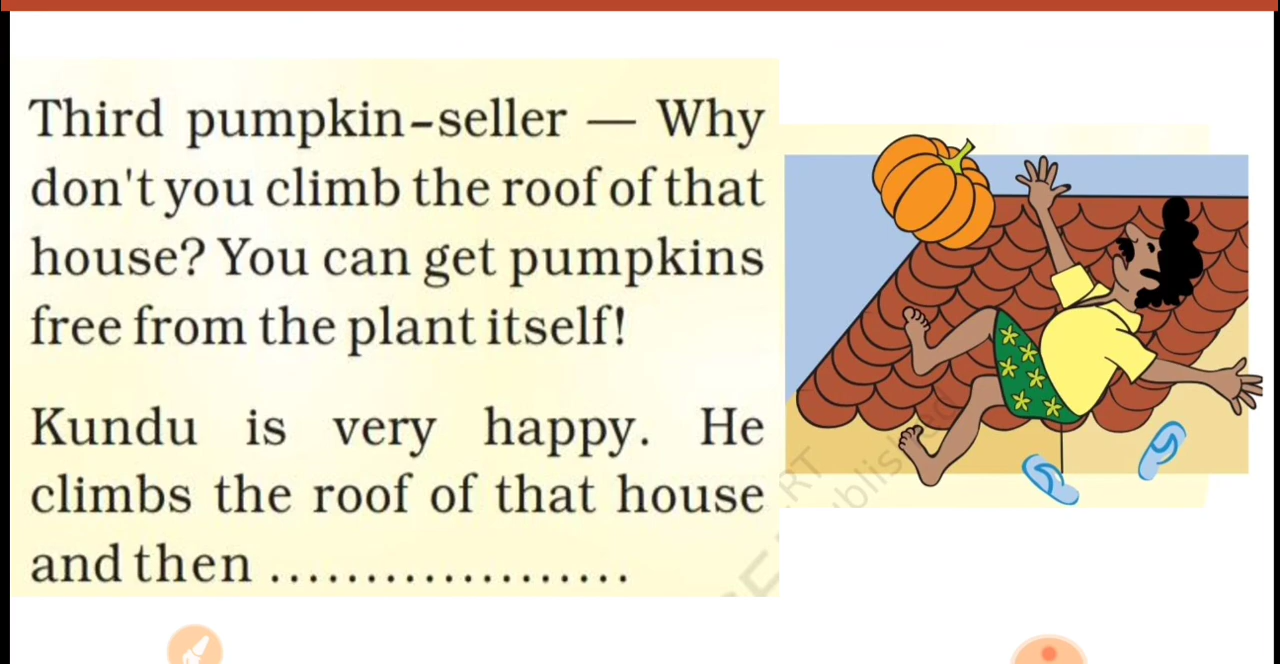 Third pumpkin-seller — Why
don't you climb the roof of that
house? You can get pumpkins
free from the plant itself!
Kundu is very happy. He
climbs the roof of that house
and then ...................